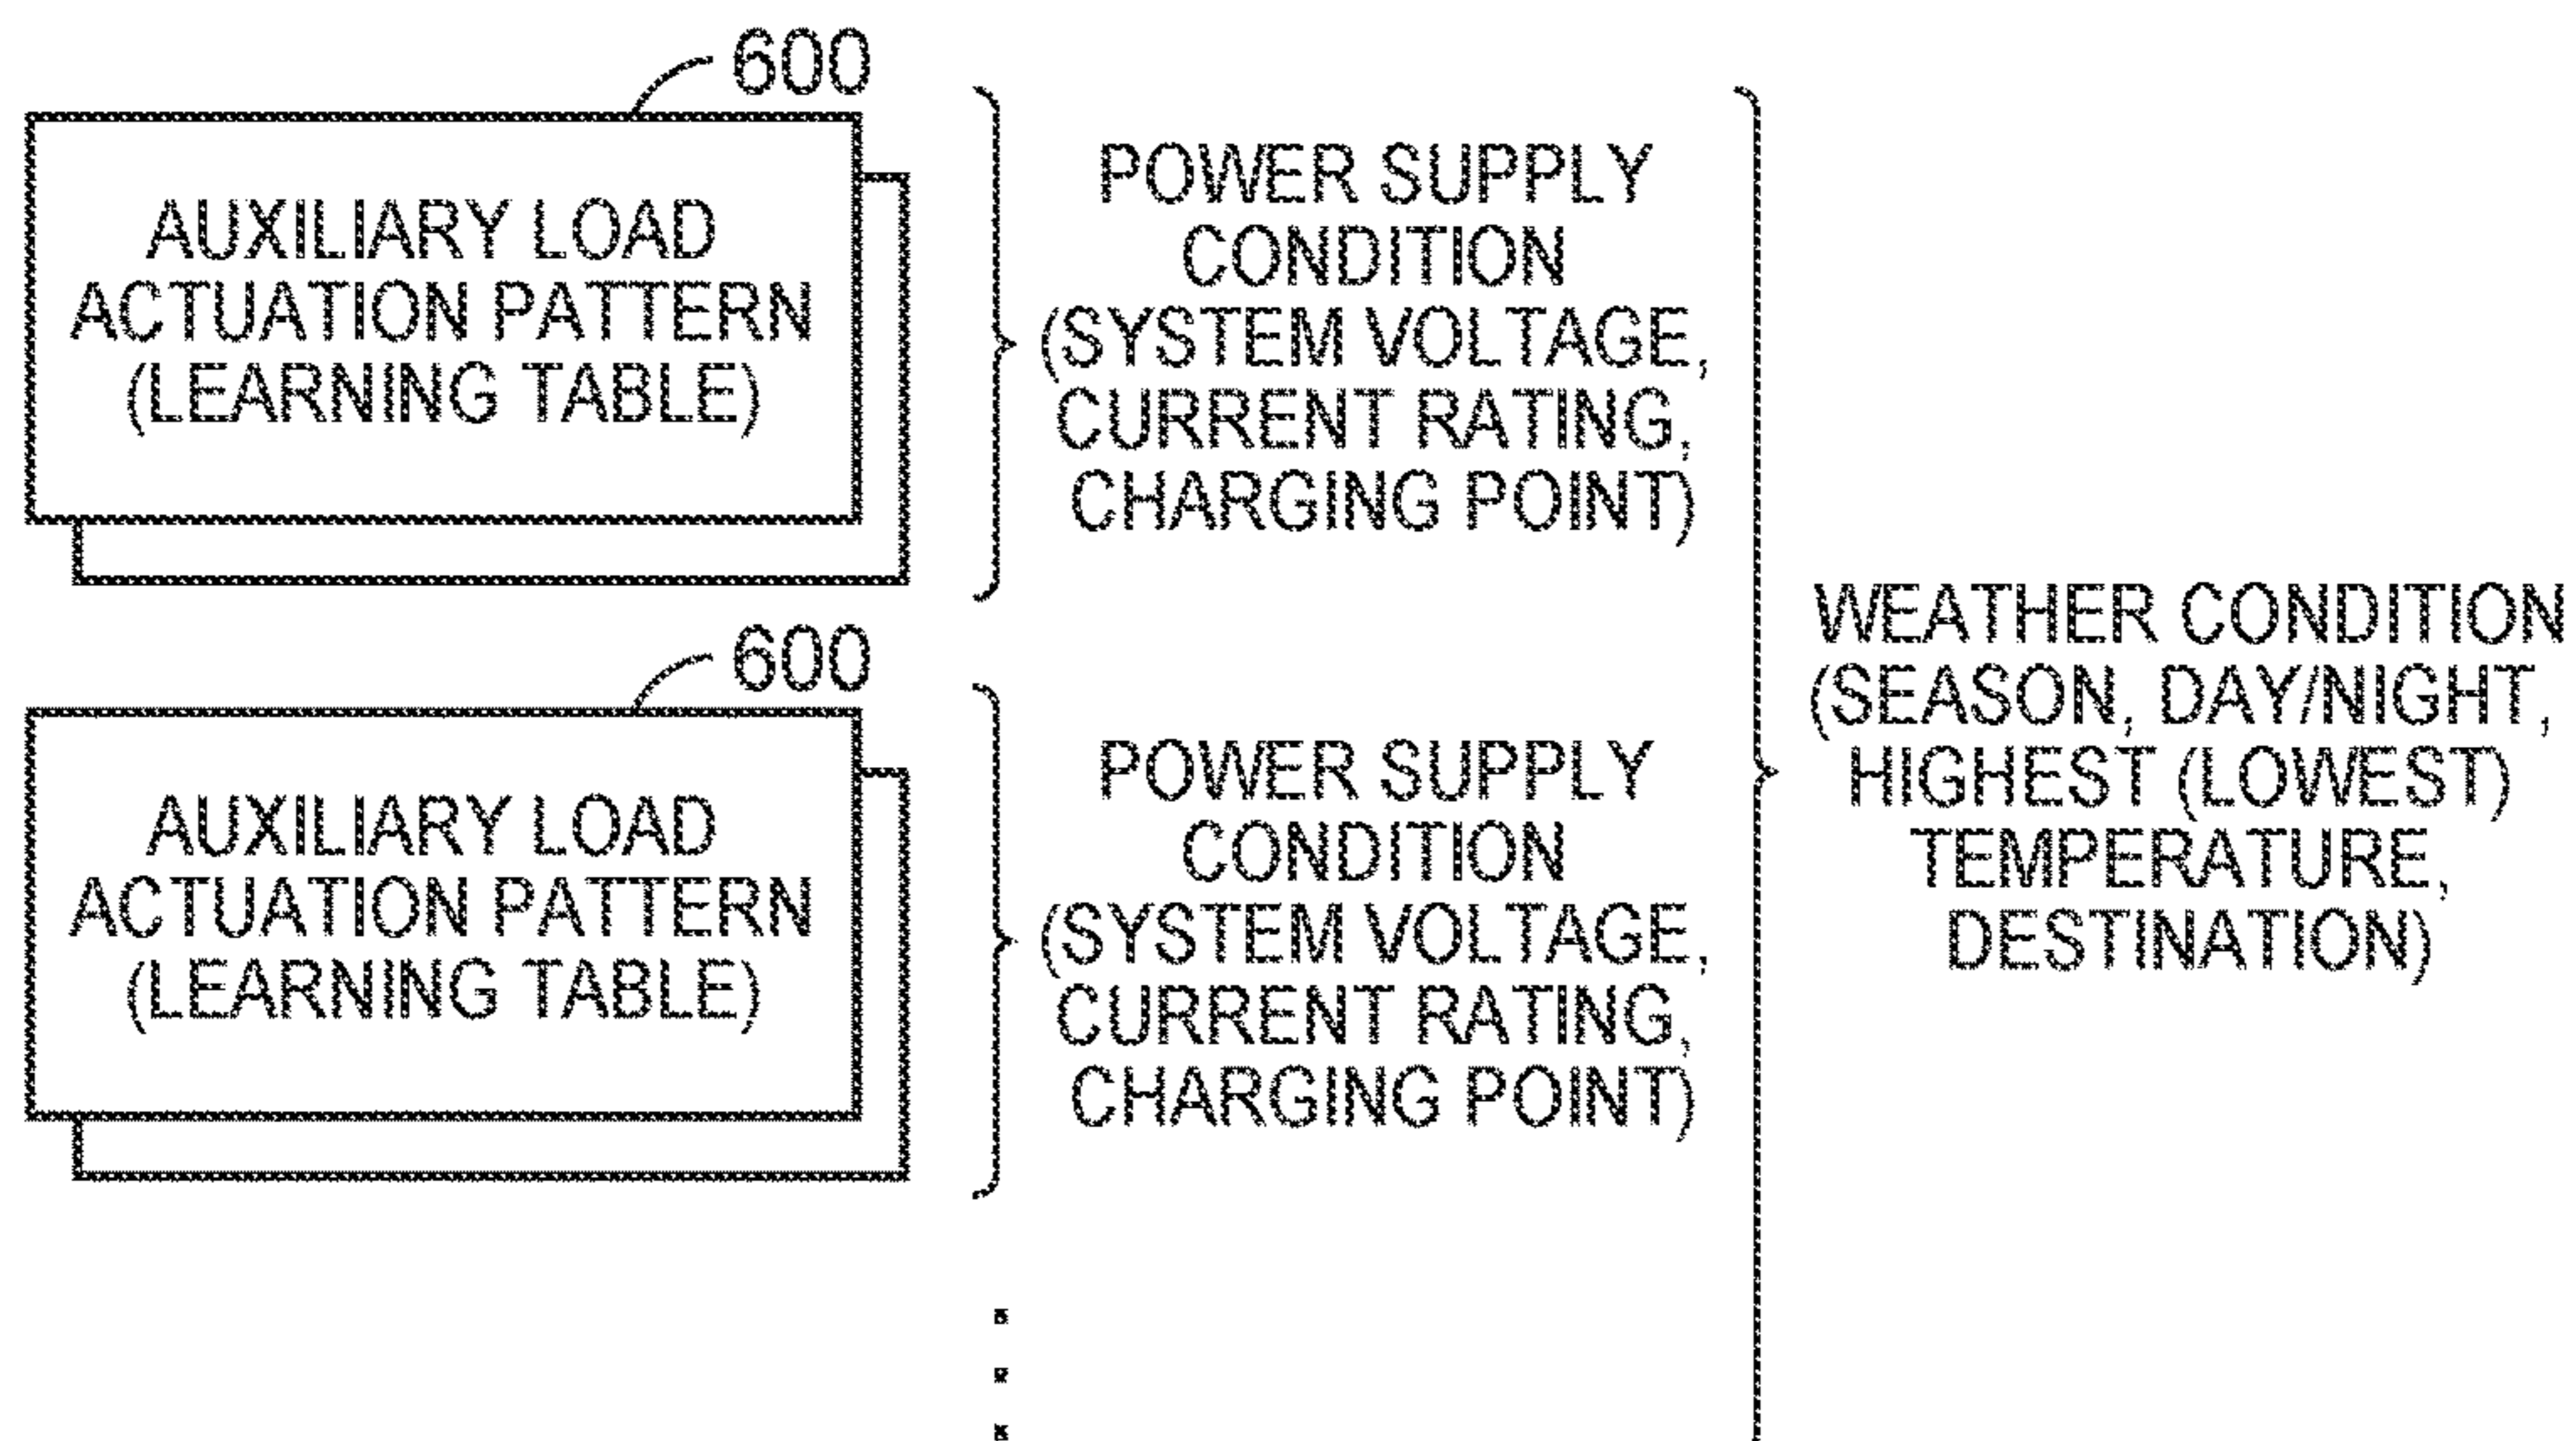 600
AUXILIARY LOAD
ACTUATION PATTERN
(LEARNING TABLE)
POWER SUPPLY
CONDITION
(SYSTEM VOLTAGE,
CURRENT RATING,
CHARGING POINT)
600
AUXILIARY LOAD
ACTUATION PATTERN
(LEARNING TABLE)
POWER SUPPLY
CONDITION
(SYSTEM VOLTAGE,
CURRENT RATING,
CHARGING POINT)
WEATHER CONDITION
(SEASON, DAY/NIGHT,
HIGHEST (LOWEST)
TEMPERATURE,
DESTINATION)